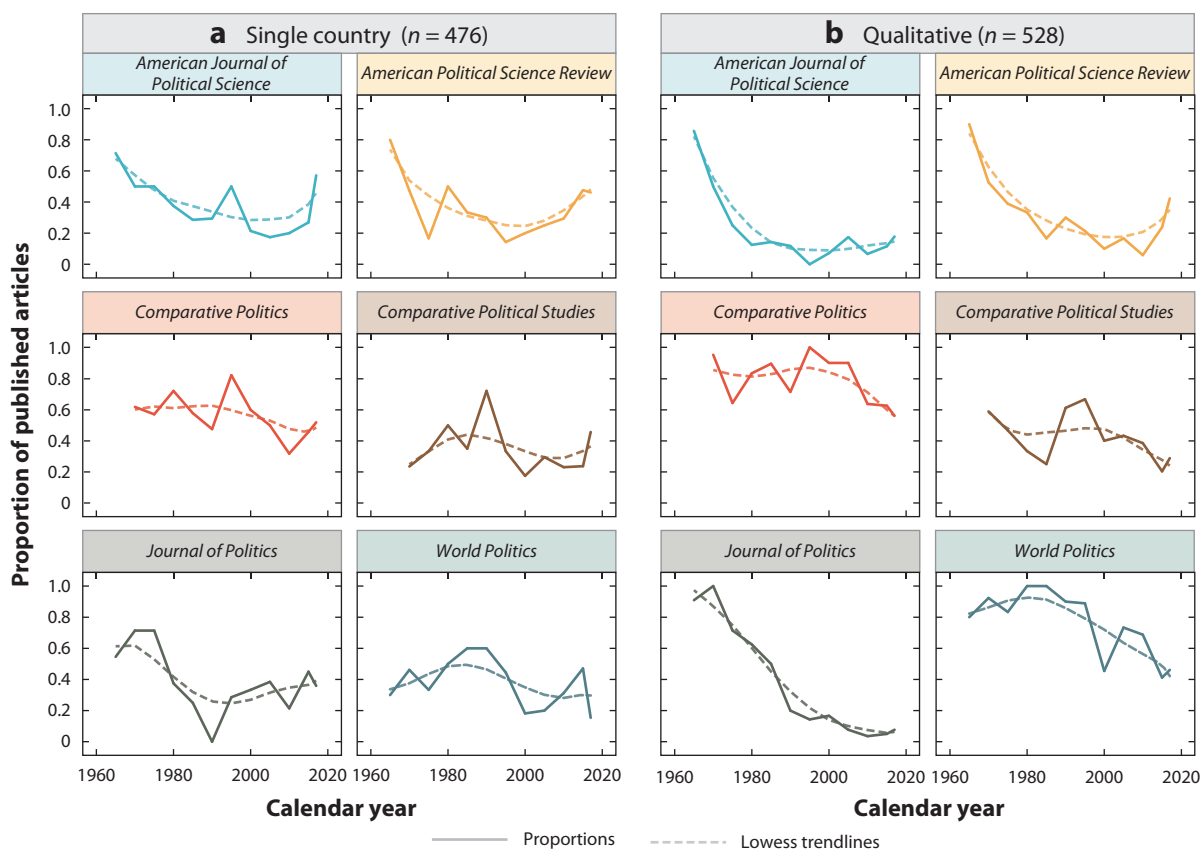 a Single country (n = 476)
b Qualitative (n = 528)
American Journal of
Political Science
American Political Science Review
American Journal of
Political Science
American Political Science Review
1.0
0.8
0.6
0.4
0.2
0
Comparative Politics
Comparative Political Studies
Comparative Politics
Comparative Political Studies
1.0
0.8
0.6
0.4
0.2
0
Journal of Politics
World Politics
Journal of Politics
World Politics
1.0
0.8
0.6
0.4
0.2
0
Proportion of published articles
1960 1980 2000 2020
1960 1980 2000 2020
1960 1980 2000 2020
1960 1980 2000 2020
Calendar year
Calendar year
Proportions
Lowess trendlines